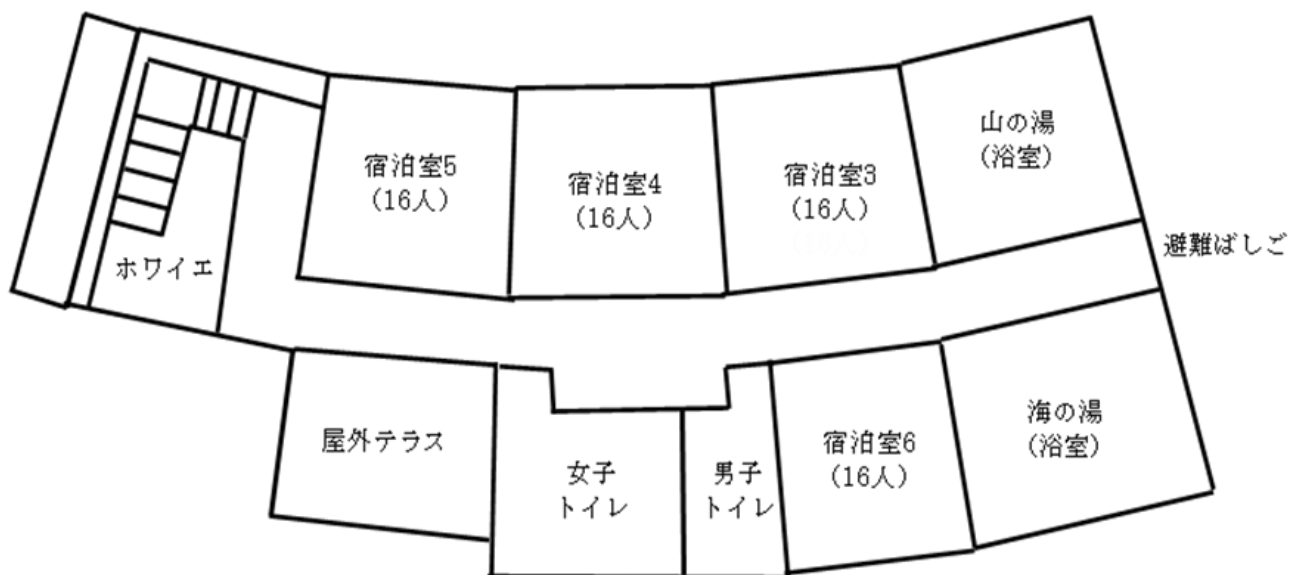 山の湯
(浴室)
宿泊室5
(16人)
宿泊室4
(16人)
宿泊室3
(16人)
避難ばしご
ホワイエ
屋外テラス
女子
トイレ
男子
トイレ
宿泊室6
(16人)
海の湯
(浴室)